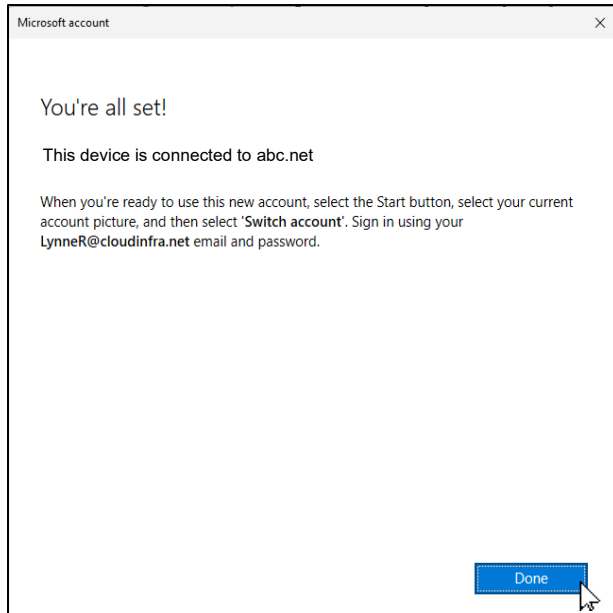 Microsoft account
You're all set!
This device is connected to abc.net
When you're ready to use this new account, select the Start button, select your current
account picture, and then select 'Switch account'. Sign in using your
LynneR@cloudinfra.net email and password.
Done